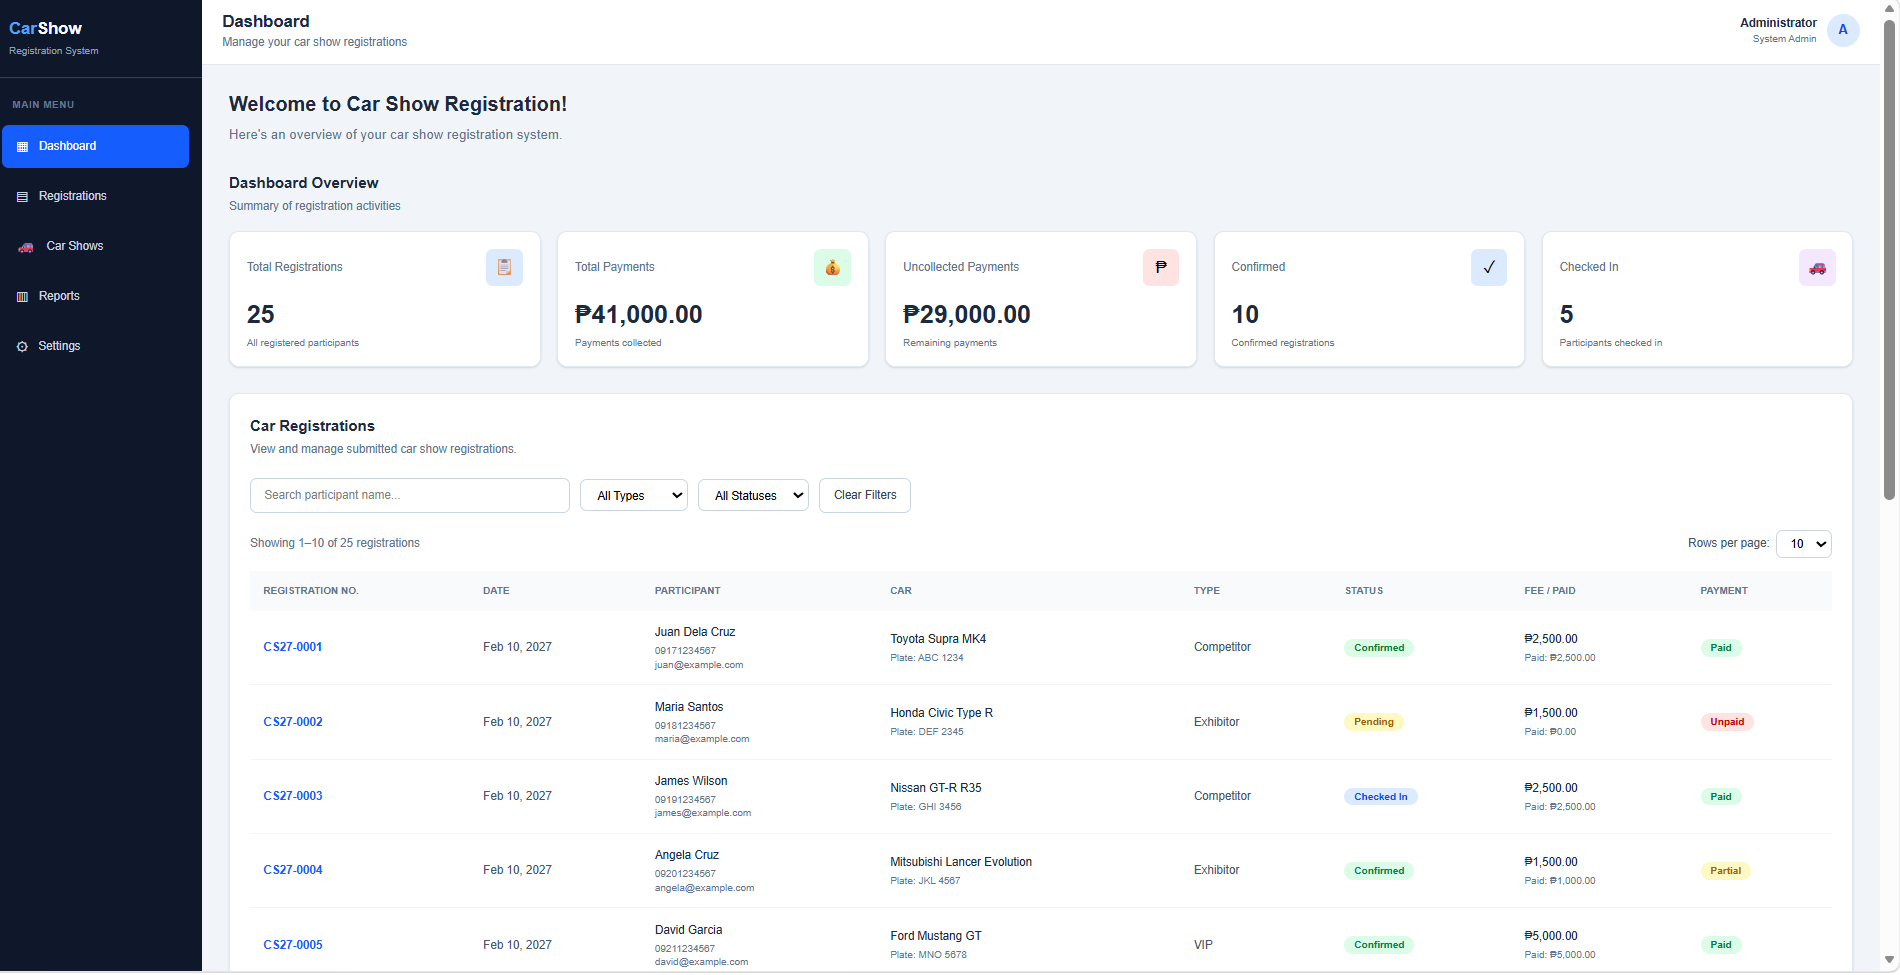 CarShow
Registration System
MAIN MENU
Dashboard
Registrations
Car Shows
Reports
Settings
Dashboard
Manage your car show registrations
Administrator
System Admin
A
Welcome to Car Show Registration!
Here's an overview of your car show registration system.
Dashboard Overview
Summary of registration activities
Total Registrations
25
All registered participants
Total Payments
₱41,000.00
Payments collected
Uncollected Payments
₱
₱29,000.00
Remaining payments
Confirmed
✓
10
Confirmed registrations
Checked In
5
Participants checked in
Car Registrations
View and manage submitted car show registrations.
Search participant name...
All Types
All Statuses
Clear Filters
Showing 1–10 of 25 registrations
Rows per page: 10
REGISTRATION NO. DATE PARTICIPANT CAR TYPE STATUS FEE / PAID PAYMENT
CS27-0001
Feb 10, 2027
Juan Dela Cruz
09171234567
juan@example.com
Toyota Supra MK4
Plate: ABC 1234
Competitor
Confirmed
₱2,500.00
Paid: ₱2,500.00
Paid
CS27-0002
Feb 10, 2027
Maria Santos
09181234567
maria@example.com
Honda Civic Type R
Plate: DEF 2345
Exhibitor
Pending
₱1,500.00
Paid: ₱0.00
Unpaid
CS27-0003
Feb 10, 2027
James Wilson
09191234567
james@example.com
Nissan GT-R R35
Plate: GHI 3456
Competitor
Checked In
₱2,500.00
Paid: ₱2,500.00
Paid
CS27-0004
Feb 10, 2027
Angela Cruz
09201234567
angela@example.com
Mitsubishi Lancer Evolution
Plate: JKL 4567
Exhibitor
Confirmed
₱1,500.00
Paid: ₱1,000.00
Partial
CS27-0005
Feb 10, 2027
David Garcia
09211234567
david@example.com
Ford Mustang GT
Plate: MNO 5678
VIP
Confirmed
₱5,000.00
Paid: ₱5,000.00
Paid